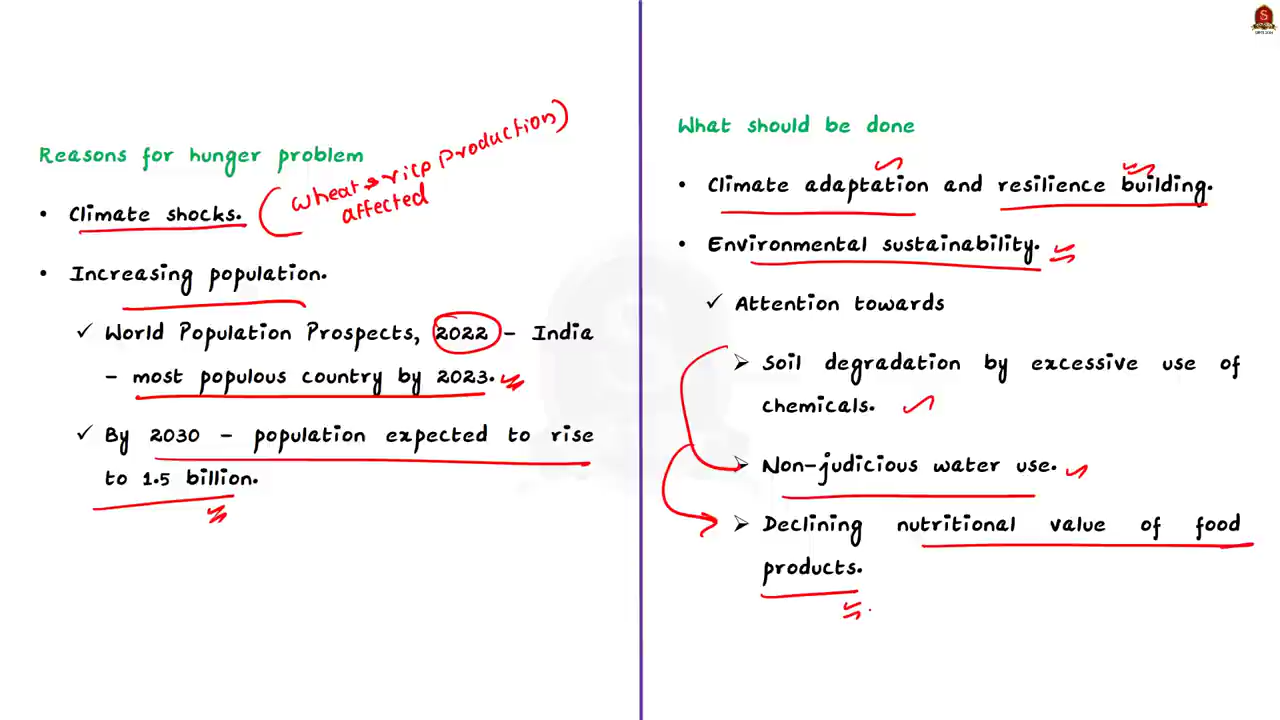 Reasons for hunger problem
• Climate shocks. (wheat → rice production) affected
• Increasing population.
✓ World Population Prospects, 2022 – India
– most populous country by 2023.
✓ By 2030 – population expected to rise
to 1.5 billion.
What should be done
• Climate adaptation and resilience building.
• Environmental sustainability.
✓ Attention towards
➢ Soil degradation by excessive use of
chemicals.
➢ Non-judicious water use.
➢ Declining nutritional value of food
products.